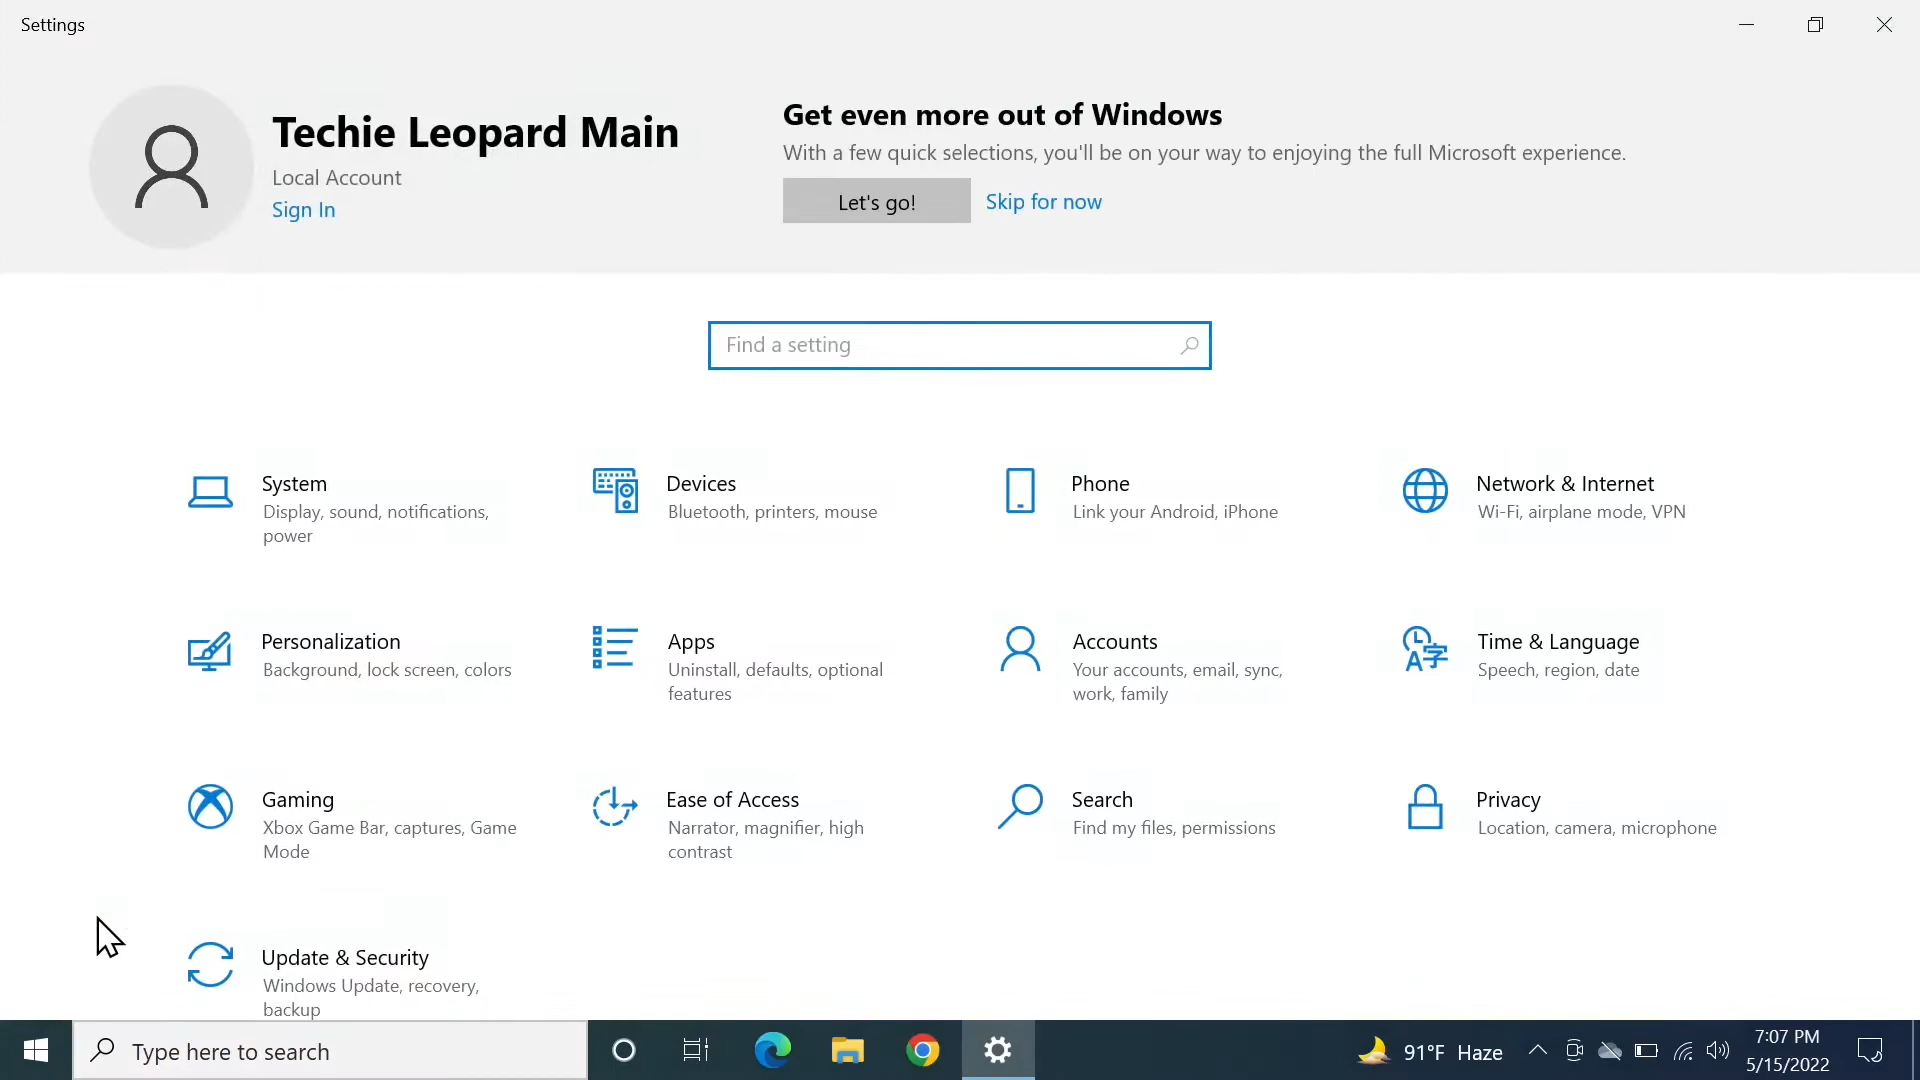 Settings
Techie Leopard Main
Local Account
Sign In
Get even more out of Windows
With a few quick selections, you'll be on your way to enjoying the full Microsoft experience.
Let's go!
Skip for now
Find a setting
System
Display, sound, notifications,
power
Devices
Bluetooth, printers, mouse
Phone
Link your Android, iPhone
Network & Internet
Wi-Fi, airplane mode, VPN
Personalization
Background, lock screen, colors
Apps
Uninstall, defaults, optional
features
Accounts
Your accounts, email, sync,
work, family
Time & Language
Speech, region, date
Gaming
Xbox Game Bar, captures, Game
Mode
Ease of Access
Narrator, magnifier, high
contrast
Search
Find my files, permissions
Privacy
Location, camera, microphone
Update & Security
Windows Update, recovery,
backup
Type here to search
91°F Haze
7:07 PM
5/15/2022